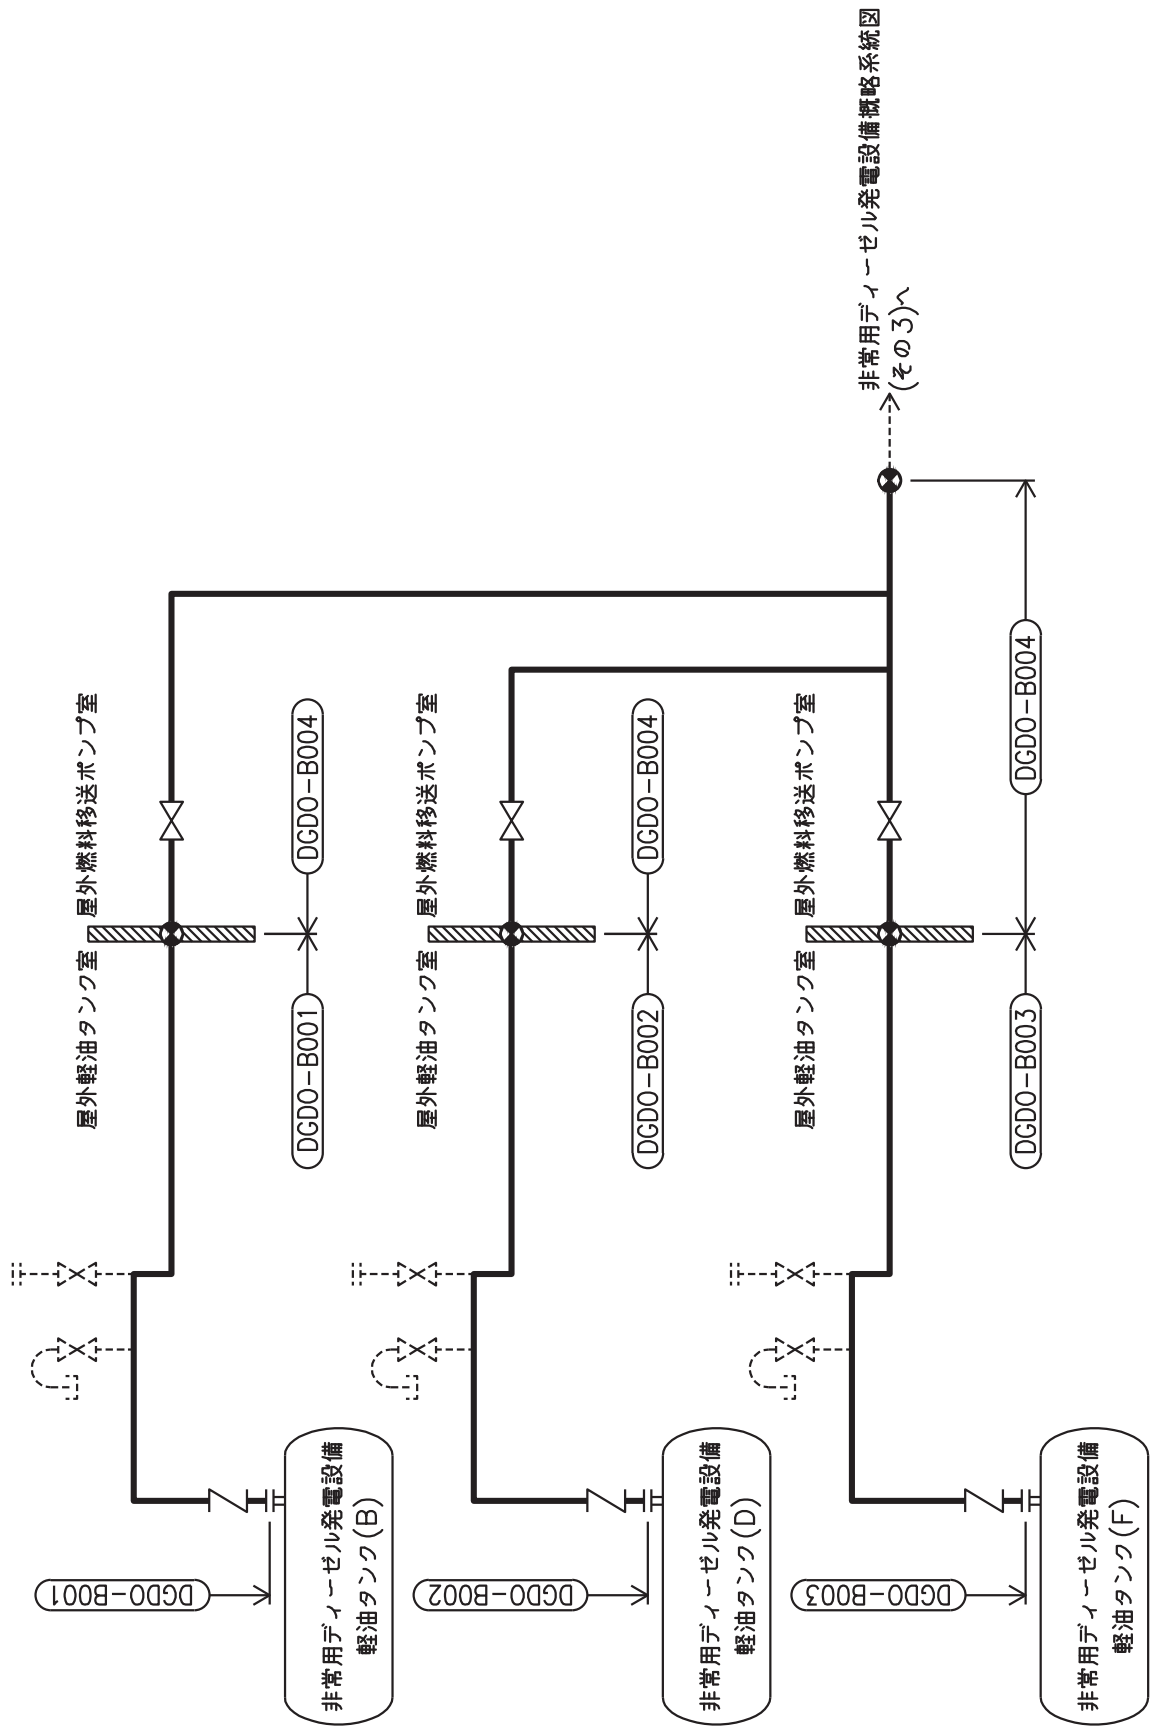 非常用ディーゼル発電設備
軽油タンク(B)
DGDO-B001
屋外軽油タンク室
屋外燃料移送ポンプ室
DGDO-B001
DGDO-B004
非常用ディーゼル発電設備
軽油タンク(D)
DGDO-B002
屋外軽油タンク室
屋外燃料移送ポンプ室
DGDO-B002
DGDO-B004
非常用ディーゼル発電設備
軽油タンク(F)
DGDO-B003
屋外軽油タンク室
屋外燃料移送ポンプ室
DGDO-B003
DGDO-B004
非常用ディーゼル発電設備概略系統図
(その3)へ